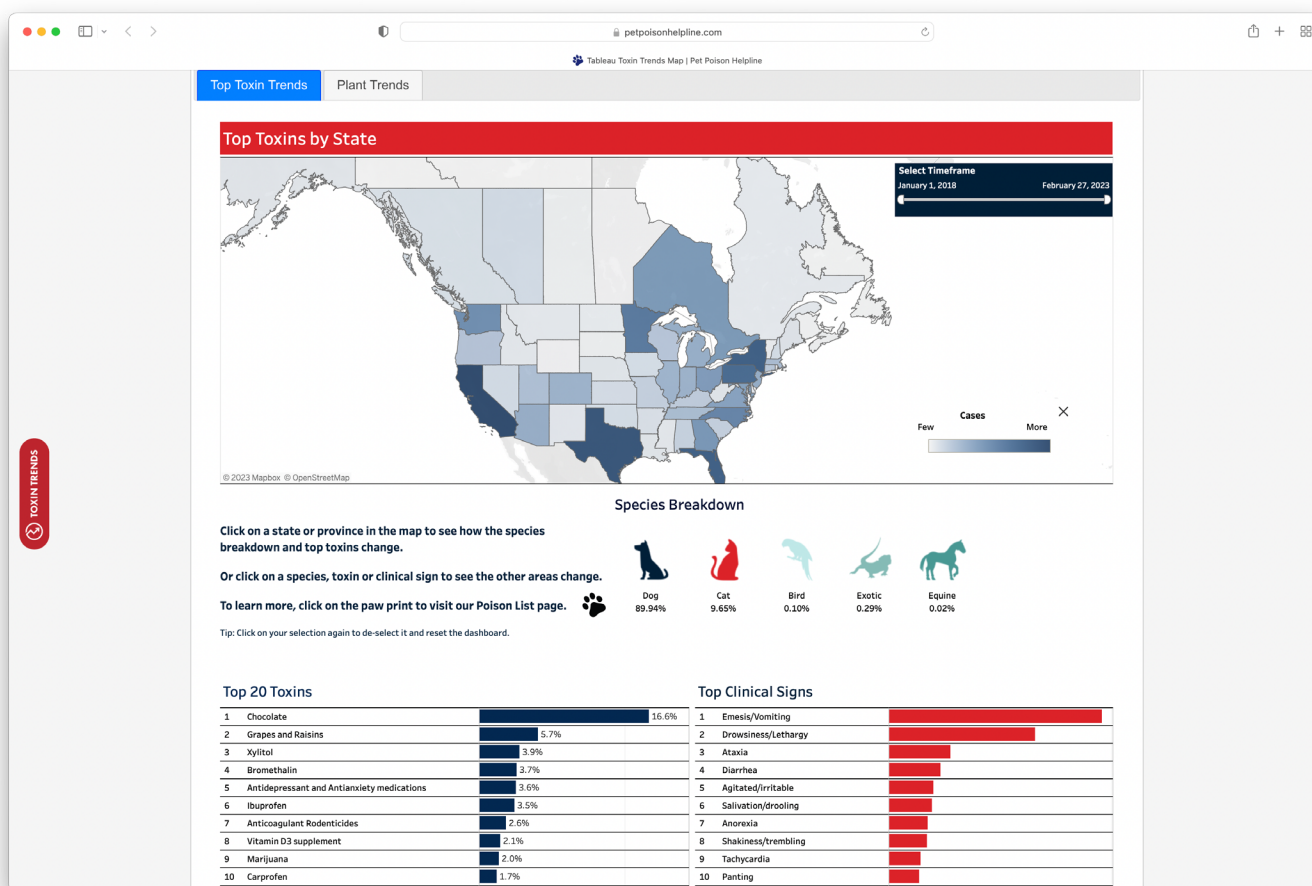 petpoisonhelpline.com
Tableau Toxin Trends Map | Pet Poison Helpline
Top Toxin Trends
Plant Trends
Top Toxins by State
Select Timeframe
January 1, 2018
February 27, 2023
Cases
Few
More
© 2023 Mapbox © OpenStreetMap
TOXIN TRENDS
Species Breakdown
Click on a state or province in the map to see how the species
breakdown and top toxins change.
Or click on a species, toxin or clinical sign to see the other areas change.
To learn more, click on the paw print to visit our Poison List page.
Tip: Click on your selection again to de-select it and reset the dashboard.
Dog
89.94%
Cat
9.65%
Bird
0.10%
Exotic
0.29%
Equine
0.02%
Top 20 Toxins
1 Chocolate 16.6%
2 Grapes and Raisins 5.7%
3 Xylitol 3.9%
4 Bromethalin 3.7%
5 Antidepressant and Antianxiety medications 3.6%
6 Ibuprofen 3.5%
7 Anticoagulant Rodenticides 2.6%
8 Vitamin D3 supplement 2.1%
9 Marijuana 2.0%
10 Carprofen 1.7%
Top Clinical Signs
1 Emesis/Vomiting
2 Drowsiness/Lethargy
3 Ataxia
4 Diarrhea
5 Agitated/irritable
6 Salivation/drooling
7 Anorexia
8 Shakiness/trembling
9 Tachycardia
10 Panting